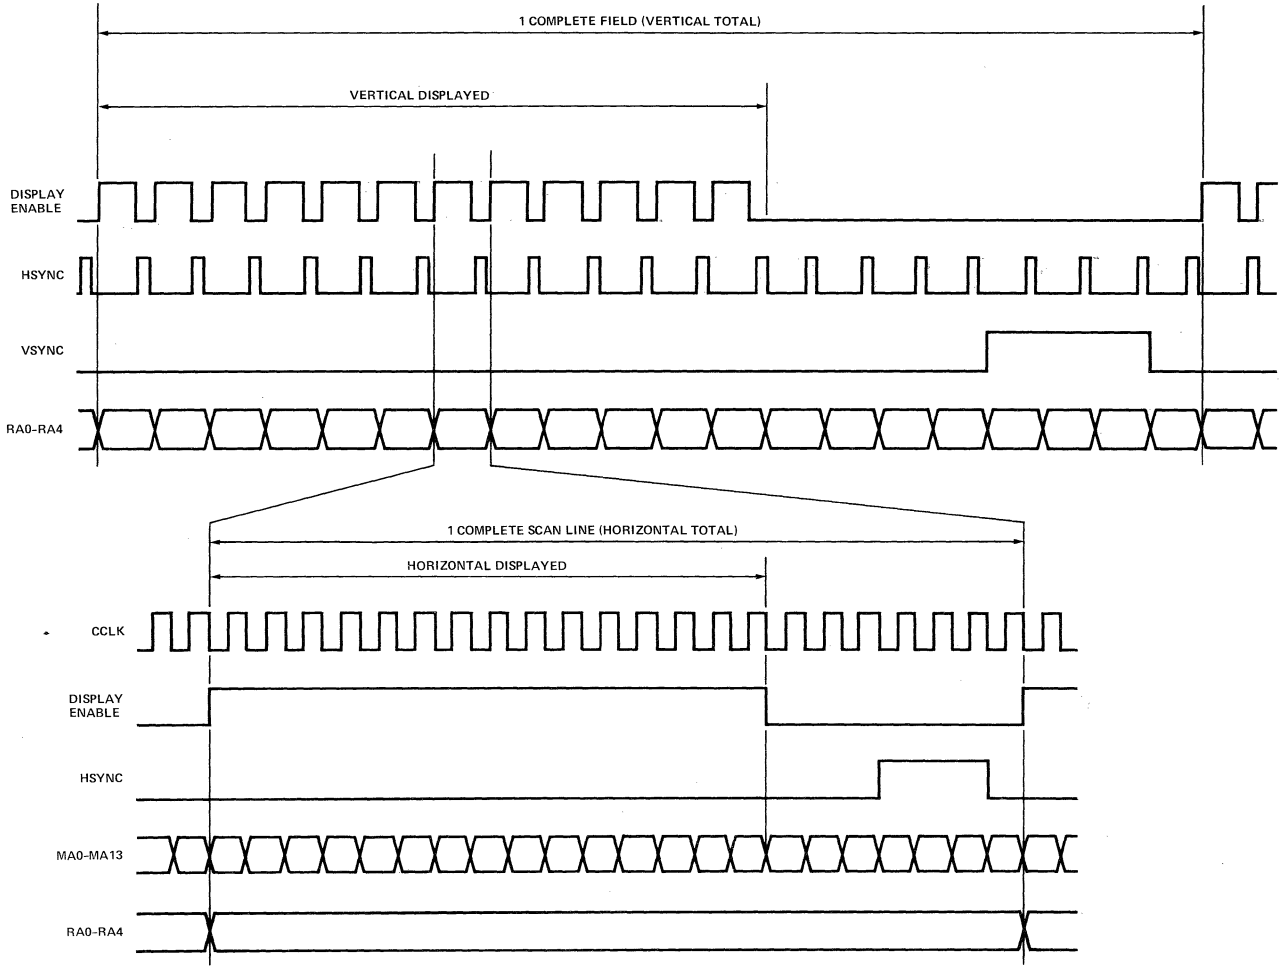 1 COMPLETE FIELD (VERTICAL TOTAL)
VERTICAL DISPLAYED
DISPLAY
ENABLE
HSYNC
VSYNC
RA0-RA4
1 COMPLETE SCAN LINE (HORIZONTAL TOTAL)
HORIZONTAL DISPLAYED
CCLK
DISPLAY
ENABLE
HSYNC
MA0-MA13
RA0-RA4